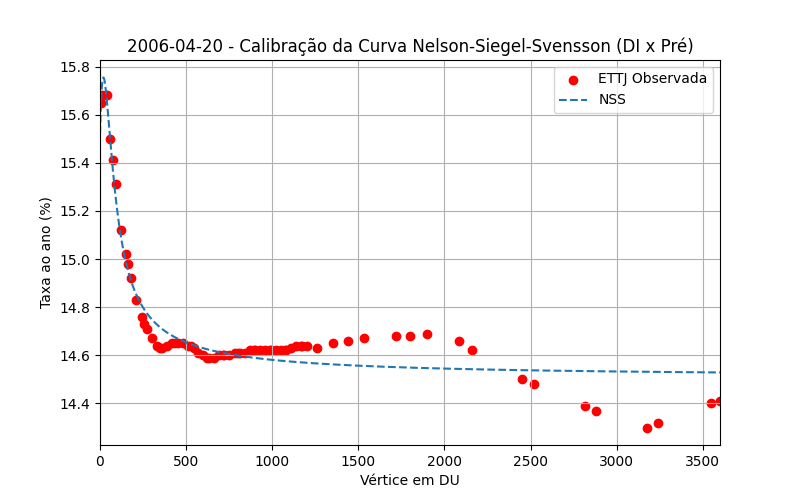 2006-04-20 - Calibração da Curva Nelson-Siegel-Svensson (DI x Pré)
ETTJ Observada
NSS
Taxa ao ano (%)
15.8
15.6
15.4
15.2
15.0
14.8
14.6
14.4
0 500 1000 1500 2000 2500 3000 3500
Vértice em DU